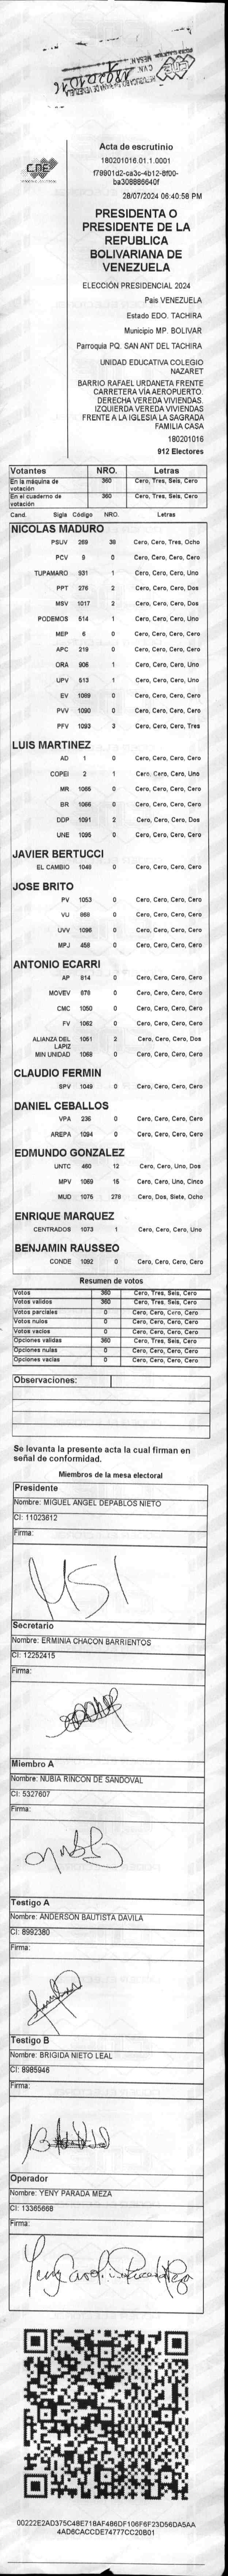 CNE
Acta de escrutinio
180201016.01.1.0001
f79901d2-ca3c-4b12-8f00-
ba308886640f
28/07/2024 06:40:58 PM
PRESIDENTA O
PRESIDENTE DE LA
REPUBLICA
BOLIVARIANA DE
VENEZUELA
ELECCIÓN PRESIDENCIAL 2024
País VENEZUELA
Estado EDO. TACHIRA
Municipio MP. BOLIVAR
Parroquia PQ. SAN ANT DEL TACHIRA
UNIDAD EDUCATIVA COLEGIO
NAZARET
BARRIO RAFAEL URDANETA FRENTE
CARRETERA VÍA AEROPUERTO.
DERECHA VEREDA VIVIENDAS.
IZQUIERDA VEREDA VIVIENDAS
FRENTE A LA IGLESIA LA SAGRADA
FAMILIA CASA
180201016
912 Electores
Votantes NRO. Letras
En la máquina de votación 360 Cero, Tres, Seis, Cero
En el cuaderno de votación 360 Cero, Tres, Seis, Cero
Cand. Sigla Código NRO. Letras
NICOLAS MADURO
PSUV 269 38 Cero, Cero, Tres, Ocho
PCV 9 0 Cero, Cero, Cero, Cero
TUPAMARO 931 1 Cero, Cero, Cero, Uno
PPT 276 2 Cero, Cero, Cero, Dos
MSV 1017 2 Cero, Cero, Cero, Dos
PODEMOS 514 1 Cero, Cero, Cero, Uno
MEP 6 0 Cero, Cero, Cero, Cero
APC 219 0 Cero, Cero, Cero, Cero
ORA 906 1 Cero, Cero, Cero, Uno
UPV 613 1 Cero, Cero, Cero, Uno
EV 1089 0 Cero, Cero, Cero, Cero
PVV 1090 0 Cero, Cero, Cero, Cero
PFV 1093 3 Cero, Cero, Cero, Tres
LUIS MARTINEZ
AD 1 0 Cero, Cero, Cero, Cero
COPEI 2 1 Cero, Cero, Cero, Uno
MR 1065 0 Cero, Cero, Cero, Cero
BR 1066 0 Cero, Cero, Cero, Cero
DDP 1091 2 Cero, Cero, Cero, Dos
UNE 1095 0 Cero, Cero, Cero, Cero
JAVIER BERTUCCI
EL CAMBIO 1048 0 Cero, Cero, Cero, Cero
JOSE BRITO
PV 1053 0 Cero, Cero, Cero, Cero
VU 868 0 Cero, Cero, Cero, Cero
UVV 1096 0 Cero, Cero, Cero, Cero
MPJ 458 0 Cero, Cero, Cero, Cero
ANTONIO ECARRI
AP 814 0 Cero, Cero, Cero, Cero
MOVEV 979 0 Cero, Cero, Cero, Cero
CMC 1050 0 Cero, Cero, Cero, Cero
FV 1062 0 Cero, Cero, Cero, Cero
ALIANZA DEL LAPIZ 1051 2 Cero, Cero, Cero, Dos
MIN UNIDAD 1068 0 Cero, Cero, Cero, Cero
CLAUDIO FERMIN
SPV 1049 0 Cero, Cero, Cero, Cero
DANIEL CEBALLOS
VPA 236 0 Cero, Cero, Cero, Cero
AREPA 1094 0 Cero, Cero, Cero, Cero
EDMUNDO GONZALEZ
UNTC 460 12 Cero, Cero, Uno, Dos
MPV 1069 15 Cero, Cero, Uno, Cinco
MUD 1075 278 Cero, Dos, Siete, Ocho
ENRIQUE MARQUEZ
CENTRADOS 1073 1 Cero, Cero, Cero, Uno
BENJAMIN RAUSSEO
CONDE 1092 0 Cero, Cero, Cero, Cero
Resumen de votos
Votos 360 Cero, Tres, Seis, Cero
Votos validos 360 Cero, Tres, Seis, Cero
Votos parciales 0 Cero, Cero, Cero, Cero
Votos nulos 0 Cero, Cero, Cero, Cero
Votos vacios 0 Cero, Cero, Cero, Cero
Opciones validas 360 Cero, Tres, Seis, Cero
Opciones nulas 0 Cero, Cero, Cero, Cero
Opciones vacias 0 Cero, Cero, Cero, Cero
Observaciones:
Se levanta la presente acta la cual firman en
señal de conformidad.
Miembros de la mesa electoral
Presidente
Nombre: MIGUEL ANGEL DEPABLOS NIETO
CI: 11023612
Firma:
Secretario
Nombre: ERMINIA CHACON BARRIENTOS
CI: 12252415
Firma:
Miembro A
Nombre: NUBIA RINCON DE SANDOVAL
CI: 5327607
Firma:
Testigo A
Nombre: ANDERSON BAUTISTA DAVILA
CI: 8992380
Firma:
Testigo B
Nombre: BRIGIDA NIETO LEAL
CI: 8985946
Firma:
Operador
Nombre: YENY PARADA MEZA
CI: 13365668
Firma:
00222E2AD375C48E718AF486DF106F6F23D56DA5AA
4AD6CACCDE74777CC20B01